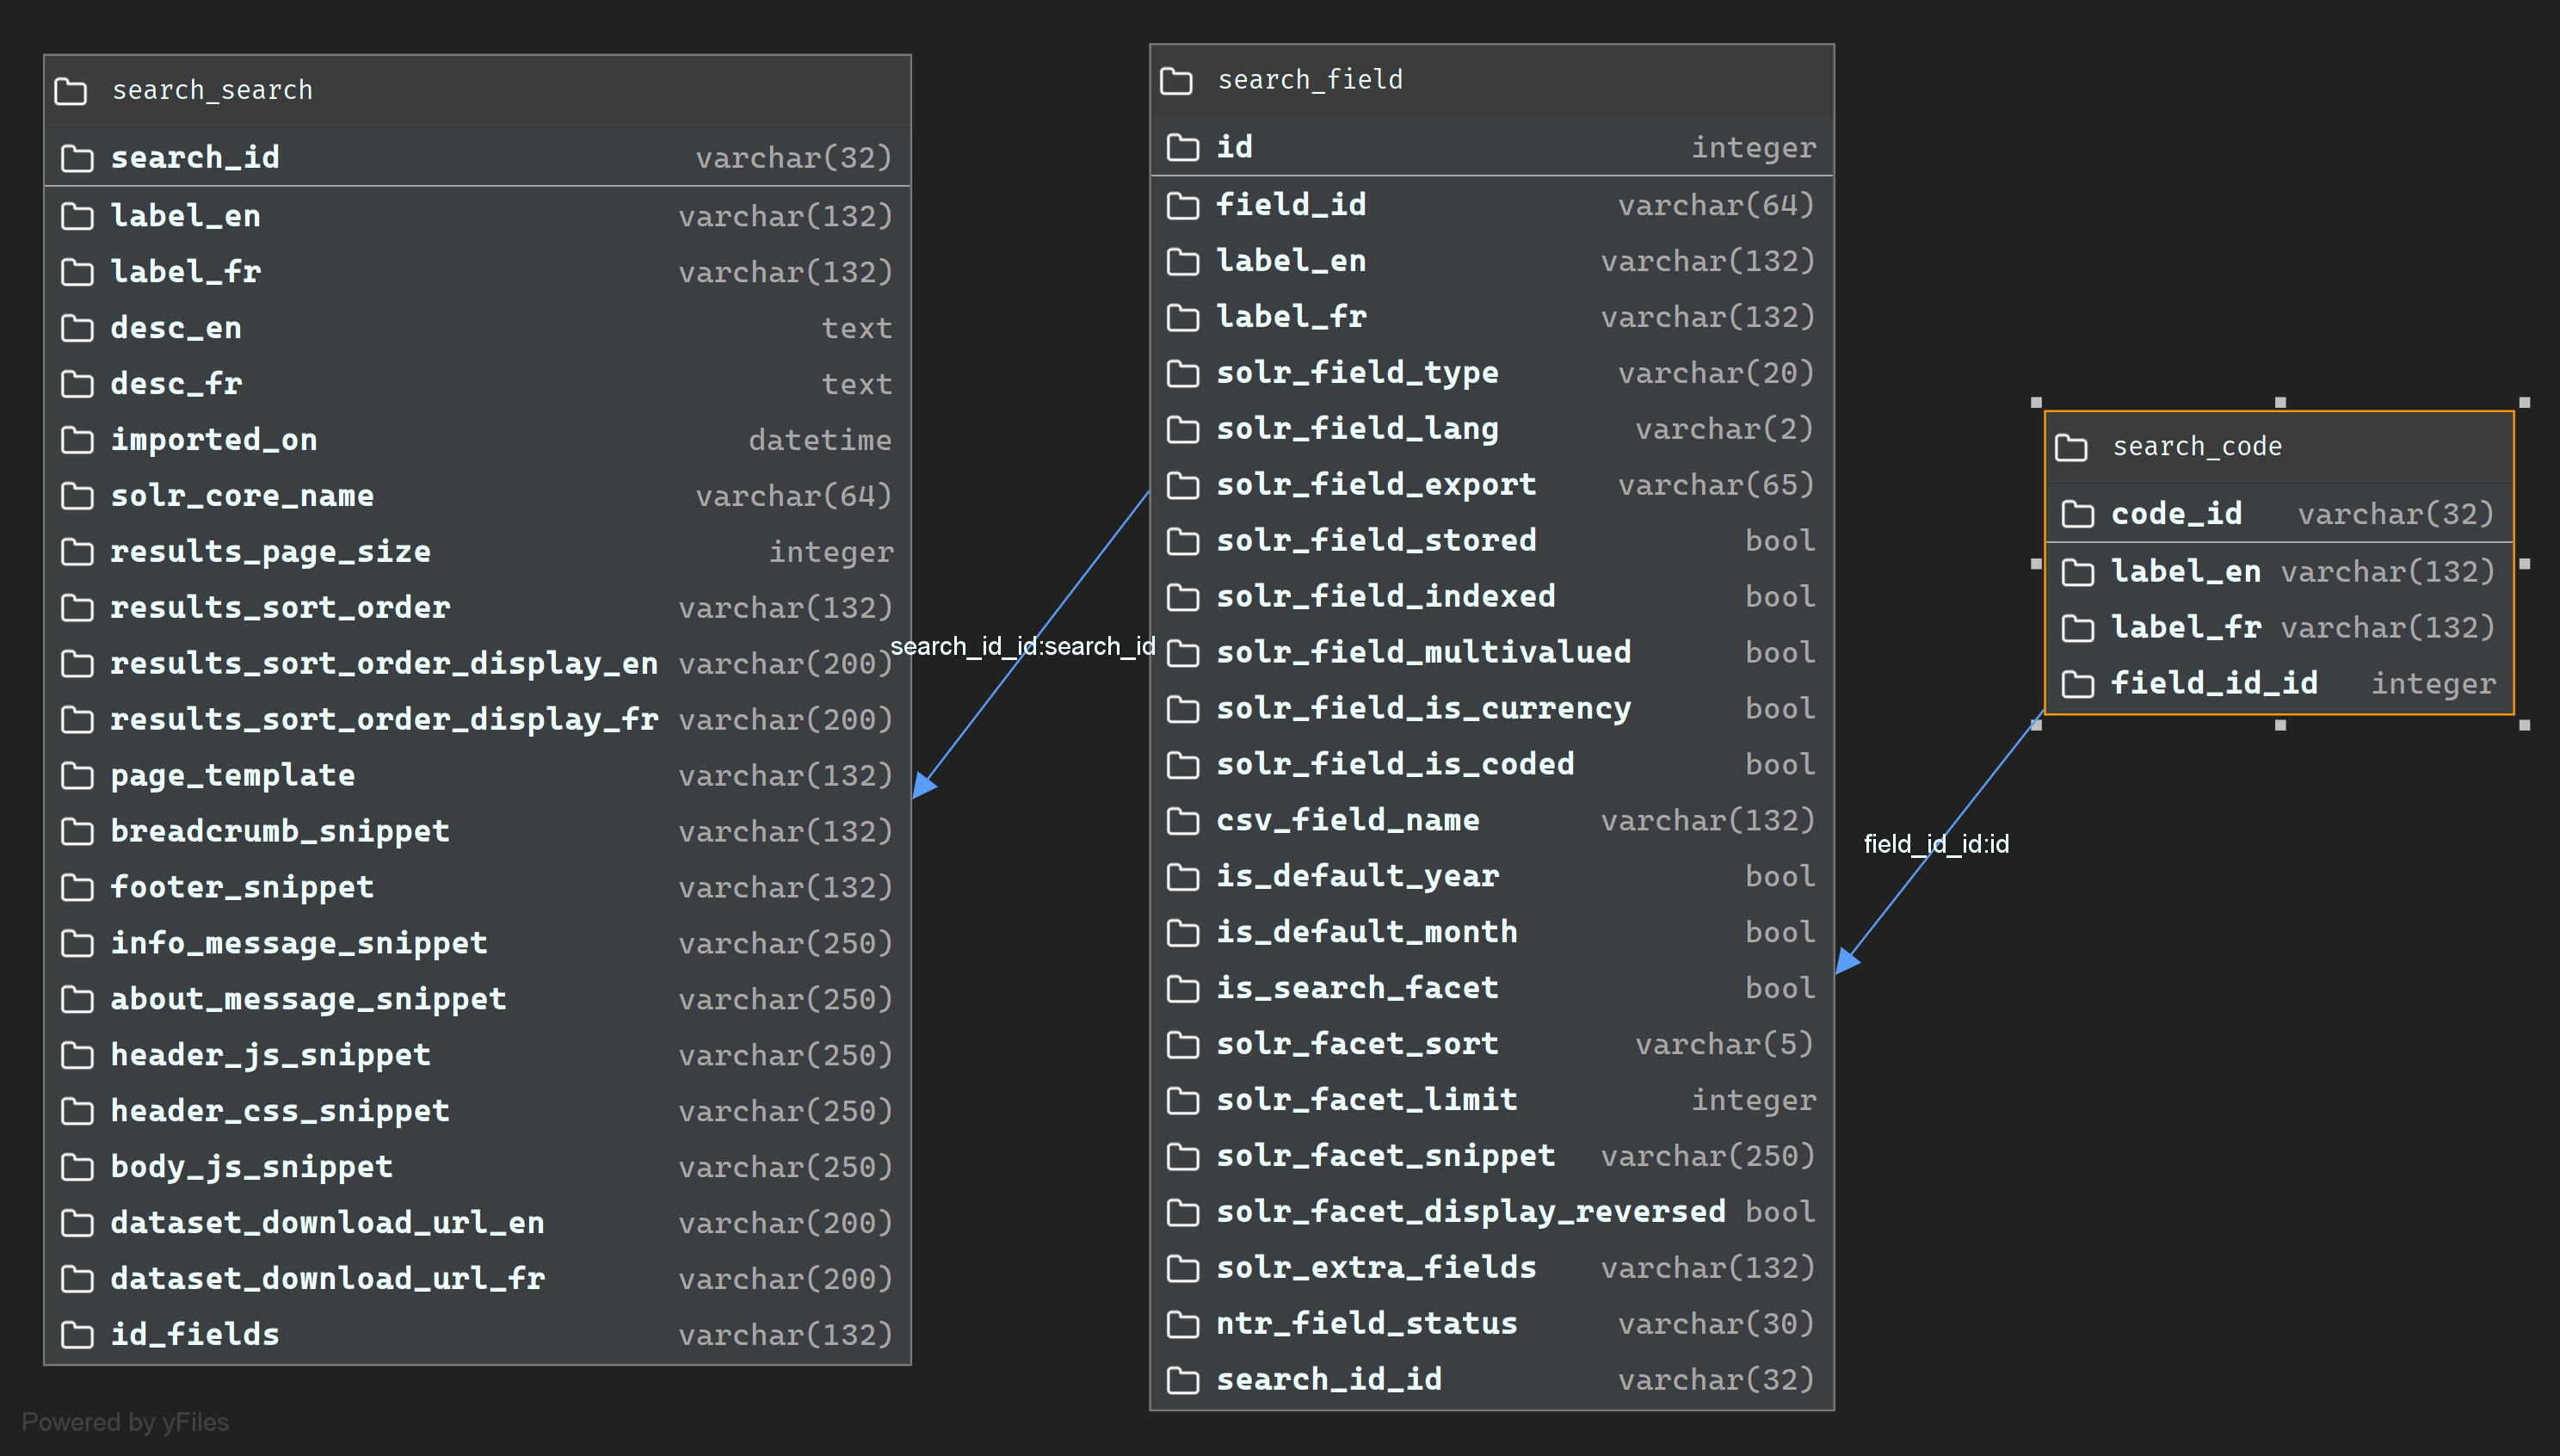 search_search
search_id varchar(32)
label_en varchar(132)
label_fr varchar(132)
desc_en text
desc_fr text
imported_on datetime
solr_core_name varchar(64)
results_page_size integer
results_sort_order varchar(132)
results_sort_order_display_en varchar(200)
results_sort_order_display_fr varchar(200)
page_template varchar(132)
breadcrumb_snippet varchar(132)
footer_snippet varchar(132)
info_message_snippet varchar(250)
about_message_snippet varchar(250)
header_js_snippet varchar(250)
header_css_snippet varchar(250)
body_js_snippet varchar(250)
dataset_download_url_en varchar(200)
dataset_download_url_fr varchar(200)
id_fields varchar(132)
search_id_id:search_id
search_field
id integer
field_id varchar(64)
label_en varchar(132)
label_fr varchar(132)
solr_field_type varchar(20)
solr_field_lang varchar(2)
solr_field_export varchar(65)
solr_field_stored bool
solr_field_indexed bool
solr_field_multivalued bool
solr_field_is_currency bool
solr_field_is_coded bool
csv_field_name varchar(132)
is_default_year bool
is_default_month bool
is_search_facet bool
solr_facet_sort varchar(5)
solr_facet_limit integer
solr_facet_snippet varchar(250)
solr_facet_display_reversed bool
solr_extra_fields varchar(132)
ntr_field_status varchar(30)
search_id_id varchar(32)
field_id_id:id
search_code
code_id varchar(32)
label_en varchar(132)
label_fr varchar(132)
field_id_id integer
Powered by yFiles